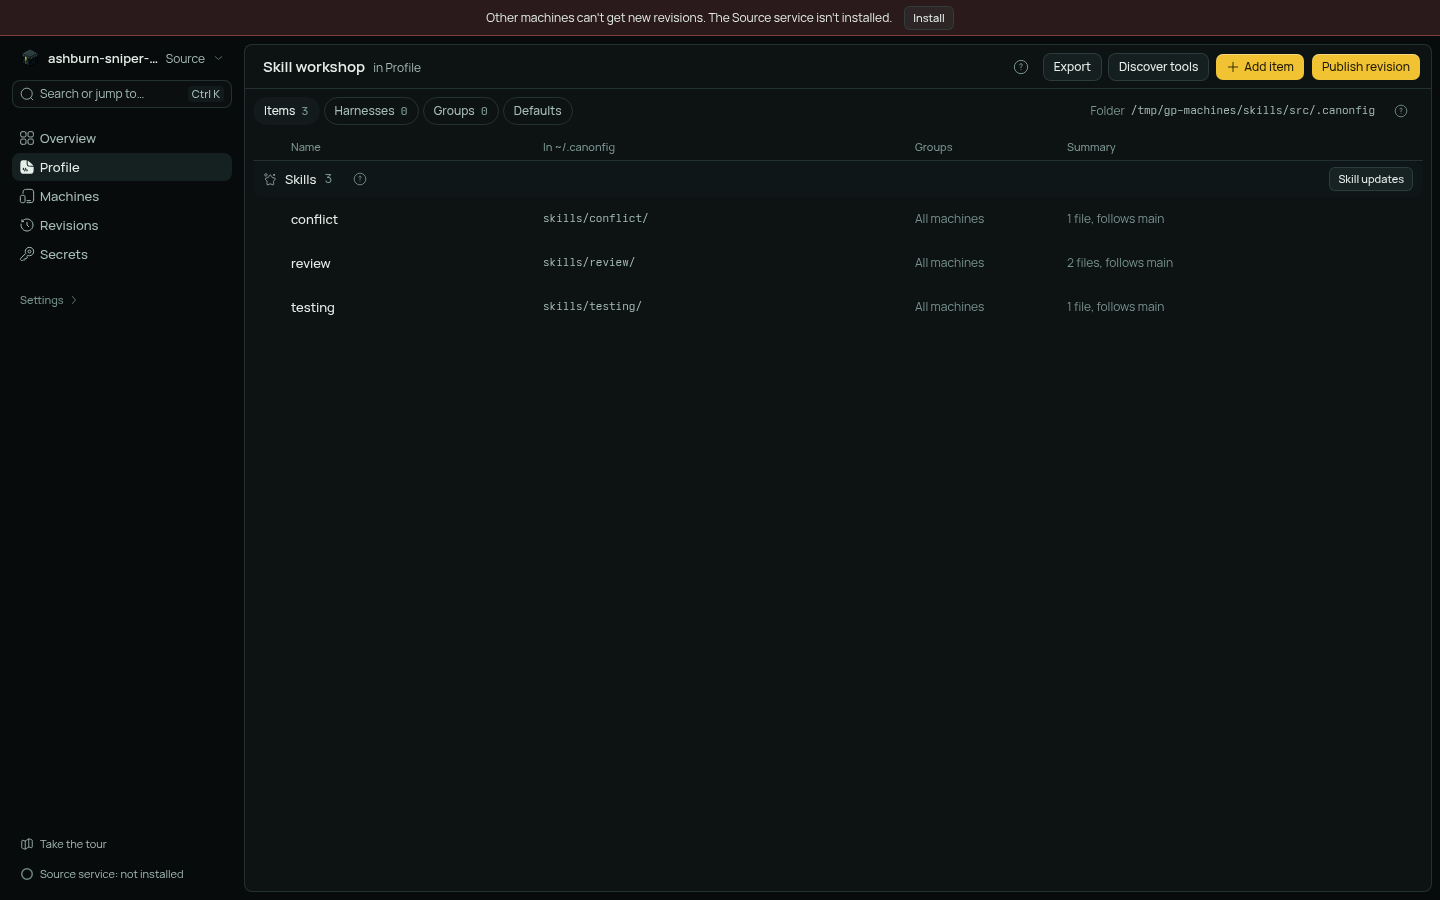 Other machines can't get new revisions. The Source service isn't installed. Install
ashburn-sniper-... Source
Search or jump to... Ctrl K
Overview
Profile
Machines
Revisions
Secrets
Settings
Take the tour
Source service: not installed
Skill workshop in Profile
Export Discover tools Add item Publish revision
Items 3 Harnesses 0 Groups 0 Defaults
Folder /tmp/gp-machines/skills/src/.canonfig
Name In ~/.canonfig Groups Summary
Skills 3 Skill updates
conflict skills/conflict/ All machines 1 file, follows main
review skills/review/ All machines 2 files, follows main
testing skills/testing/ All machines 1 file, follows main